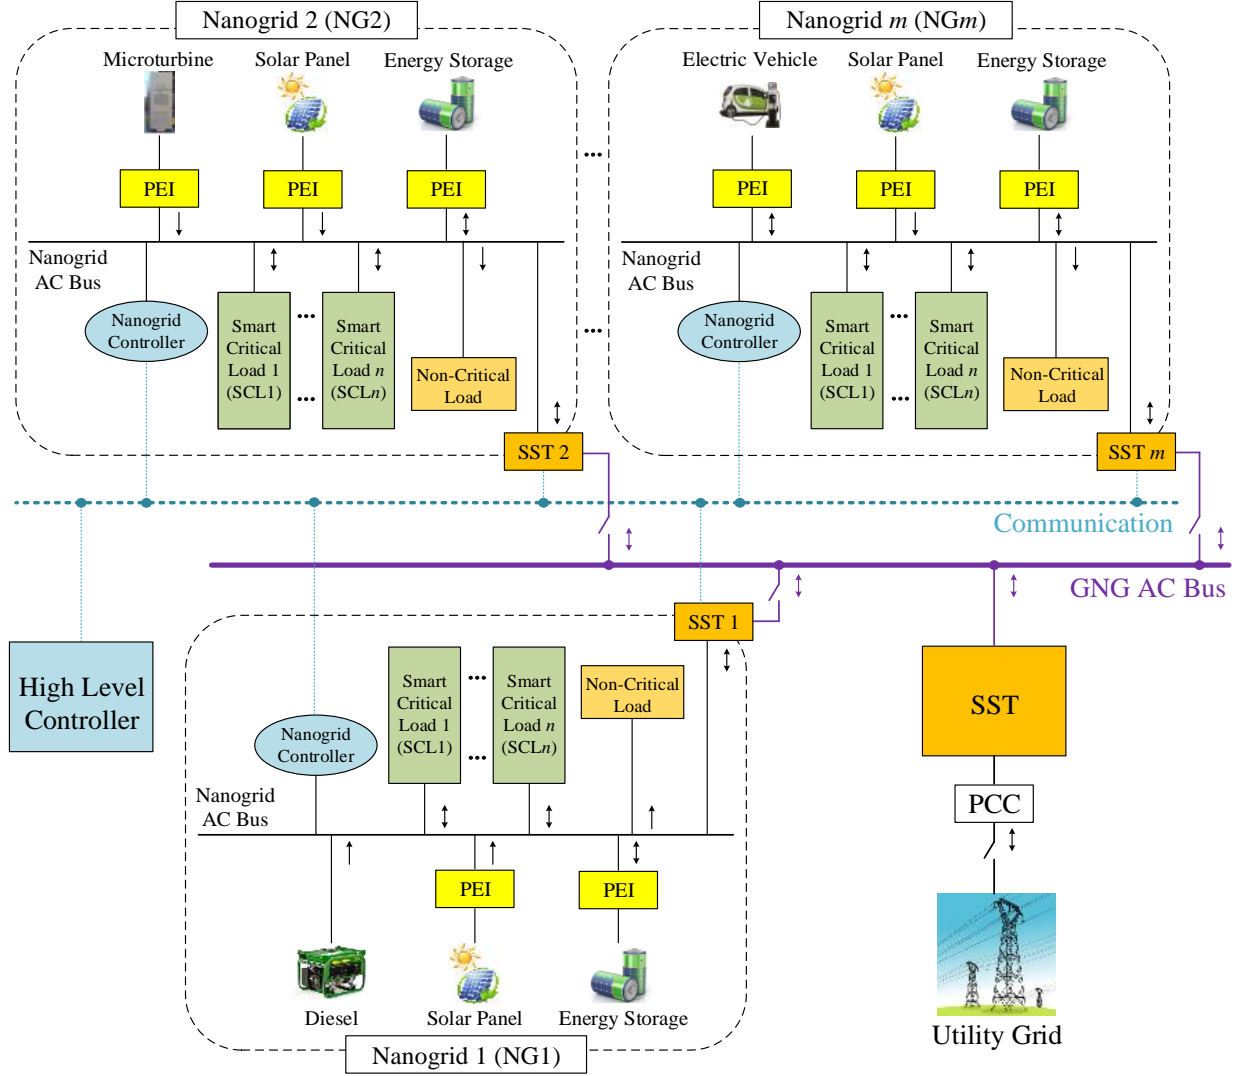 Nanogrid 2 (NG2)
Microturbine
Solar Panel
Energy Storage
PEI
PEI
PEI
Nanogrid
AC Bus
Nanogrid
Controller
Smart
Critical
Load 1
(SCL1)
...
...
Smart
Critical
Load n
(SCLn)
Non-Critical
Load
SST 2
...
...
Nanogrid m (NGm)
Electric Vehicle
Solar Panel
Energy Storage
PEI
PEI
PEI
Nanogrid
AC Bus
Nanogrid
Controller
Smart
Critical
Load 1
(SCL1)
...
...
Smart
Critical
Load n
(SCLn)
Non-Critical
Load
SST m
Communication
GNG AC Bus
High Level
Controller
SST 1
Smart
Critical
Load 1
(SCL1)
...
...
Smart
Critical
Load n
(SCLn)
Non-Critical
Load
Nanogrid
Controller
Nanogrid
AC Bus
PEI
PEI
Diesel
Solar Panel
Energy Storage
Nanogrid 1 (NG1)
SST
PCC
Utility Grid